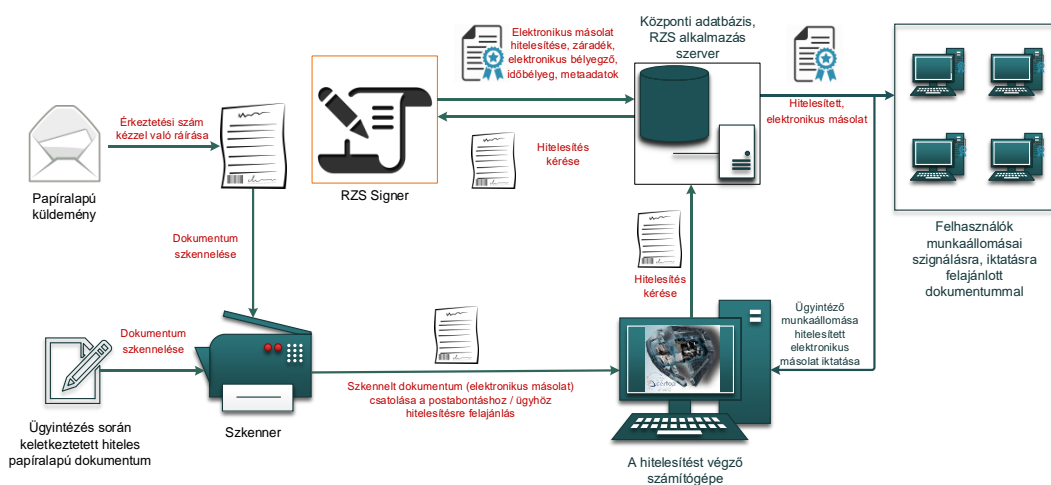 Elektronikus másolat
hitelesítése, záradék,
elektronikus bélyegző,
időbélyeg, metaadatok
Központi adatbázis,
RZS alkalmazás
szerver
Érkeztetési szám
kézzel való ráírása
Hitelesített,
elektronikus másolat
Hitelesítés
kérése
Papíralapú
küldemény
RZS Signer
Dokumentum
szkennelése
Hitelesítés
kérése
Felhasználók
munkaállomásai
szignálásra, iktatásra
felajánlott
dokumentummal
Ügyintéző
munkaállomása
hitelesített
elektronikus
másolat iktatása
Dokumentum
szkennelése
Szkennelt dokumentum (elektronikus másolat)
csatolása a postabontáshoz / ügyhöz
hitelesítésre felajánlás
Ügyintézés során
keletkeztetett hiteles
papíralapú dokumentum
Szkenner
A hitelesítést végző
számítógépe